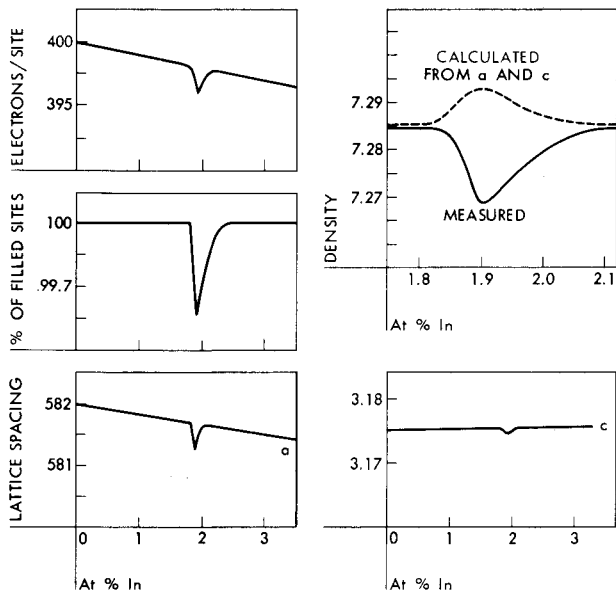 ELECTRONS/SITE
400
395
% OF FILLED SITES
100
99.7
LATTICE SPACING
582
581
a
0 1 2 3
At % In
DENSITY
7.29
7.28
7.27
CALCULATED
FROM a AND c
MEASURED
1.8 1.9 2.0 2.1
At % In
3.18
3.17
c
0 1 2 3
At % In